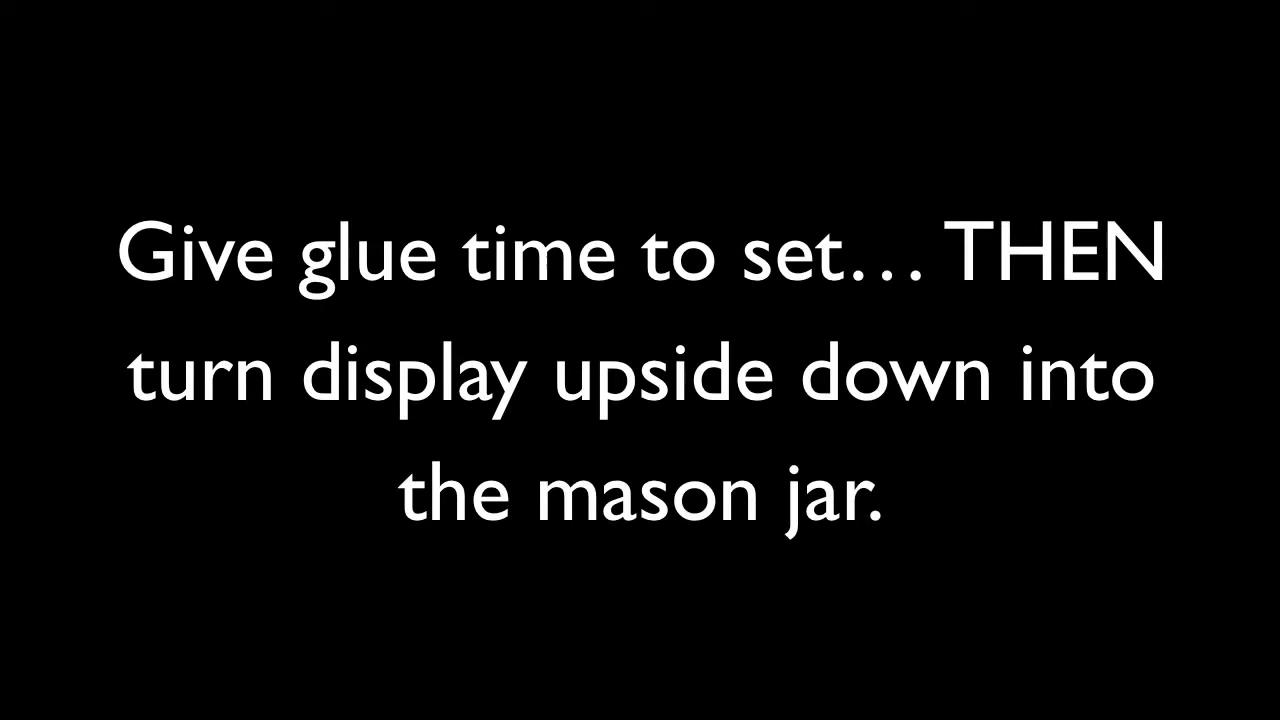 Give glue time to set… THEN
turn display upside down into
the mason jar.